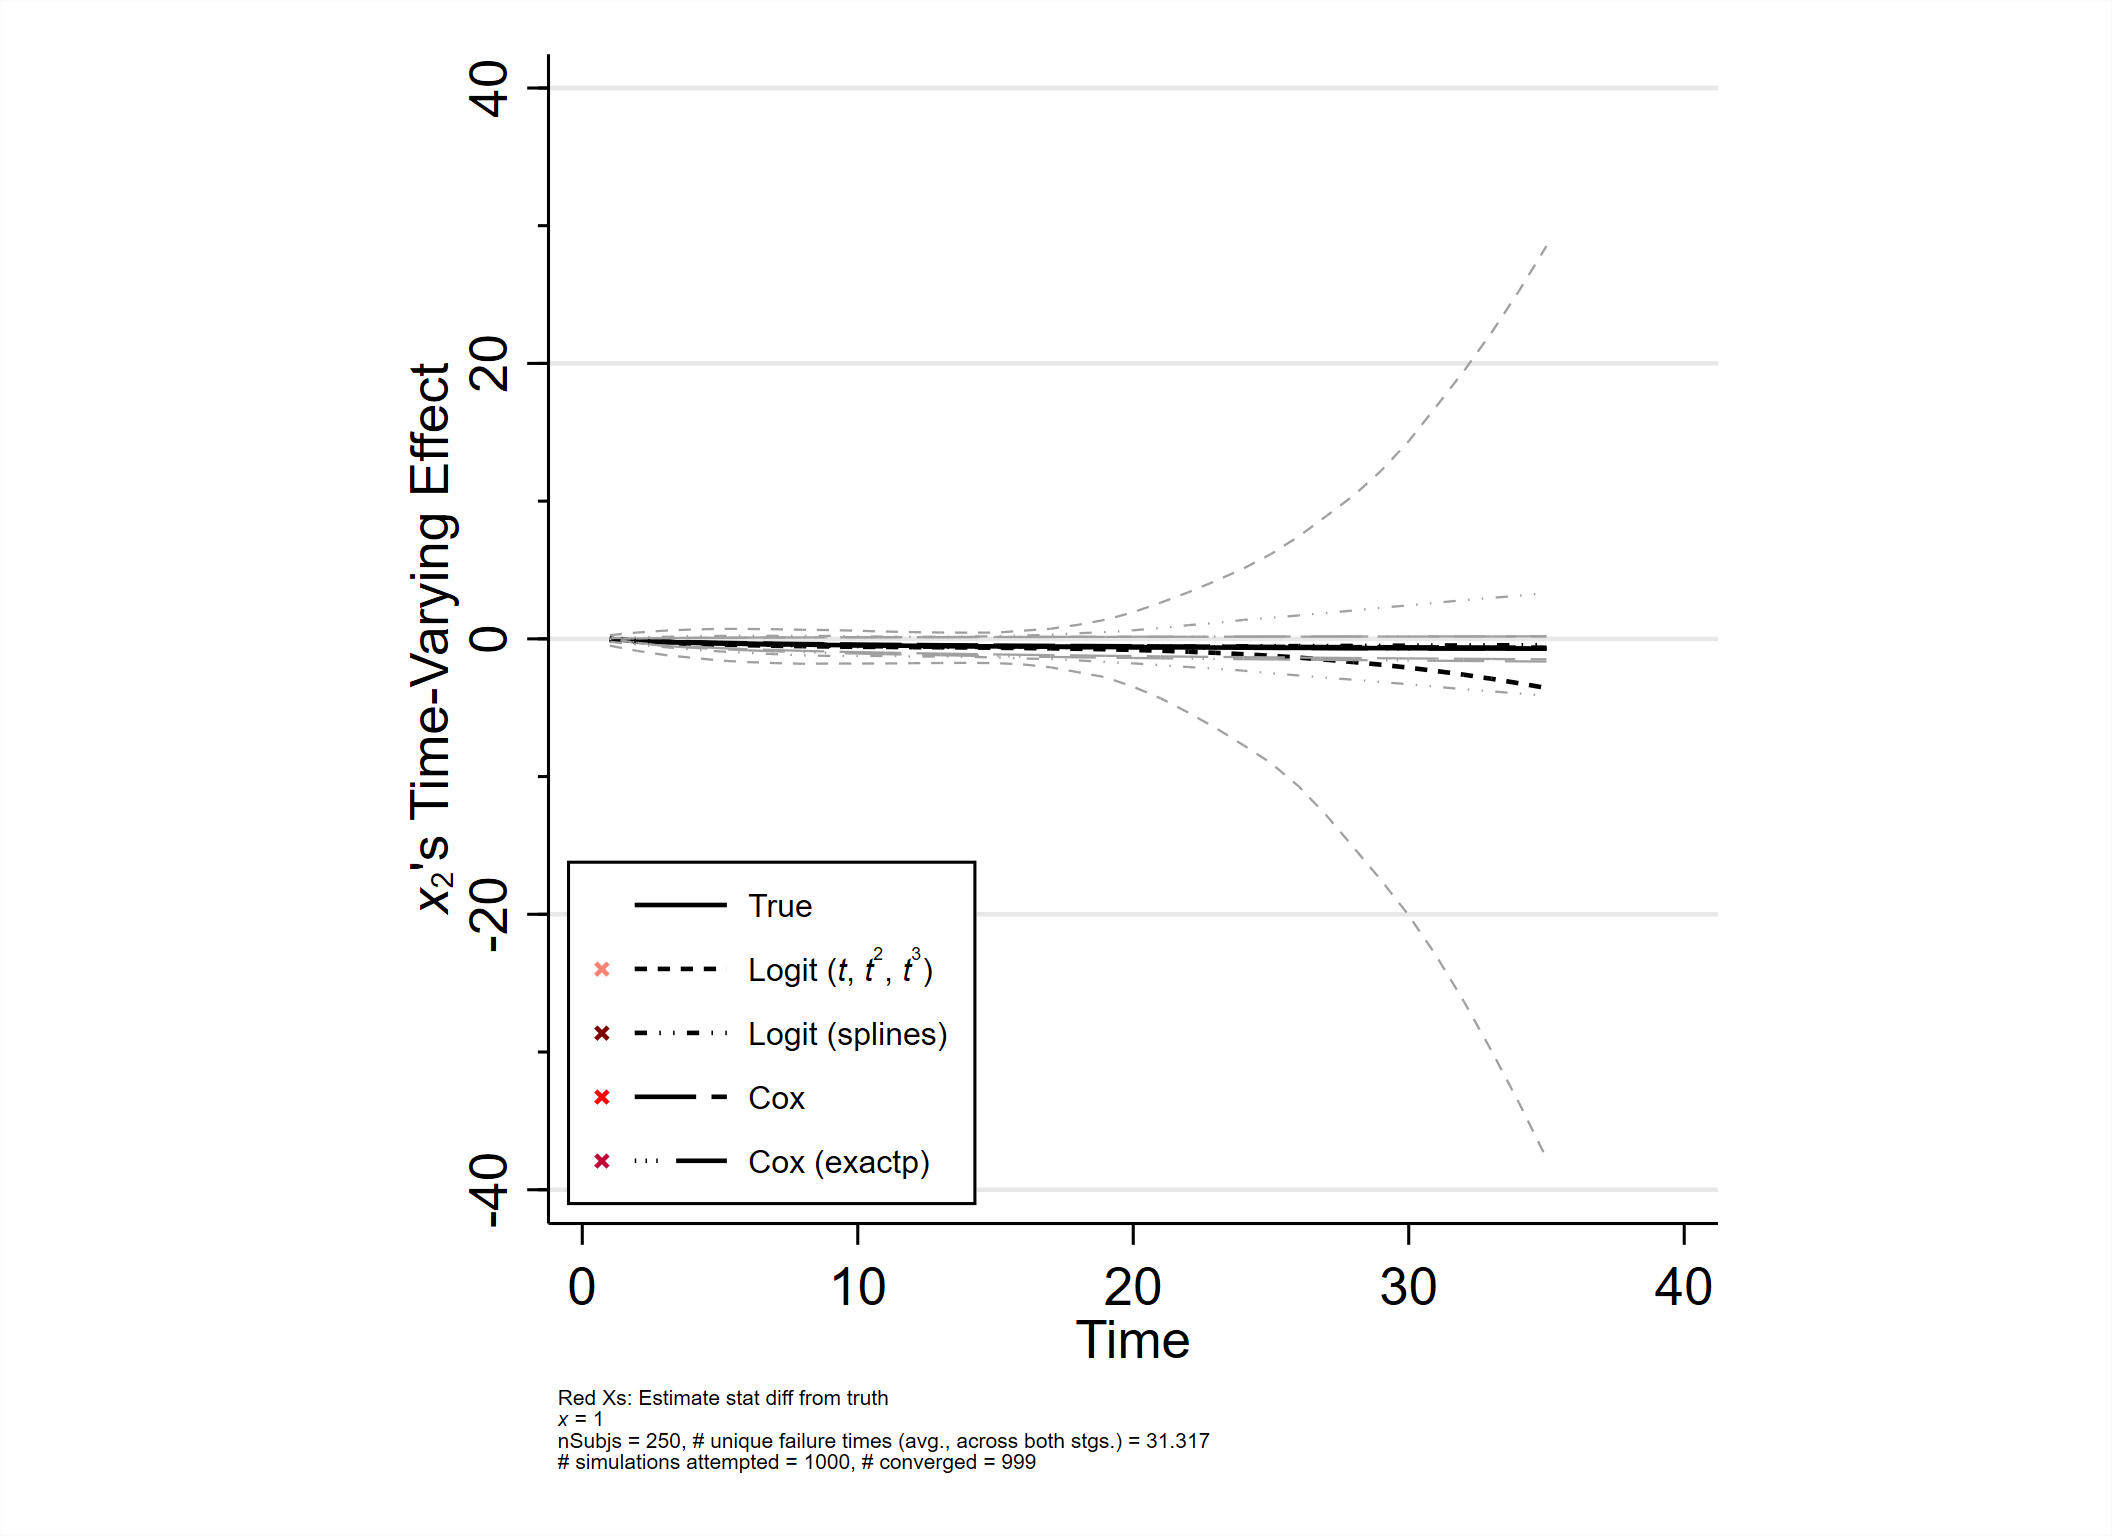 x₂'s Time-Varying Effect
40
20
0
-20
-40
True
Logit (t, t², t³)
Logit (splines)
Cox
Cox (exactp)
0 10 20 30 40
Time
Red Xs: Estimate stat diff from truth
x = 1
nSubjs = 250, # unique failure times (avg., across both stgs.) = 31.317
# simulations attempted = 1000, # converged = 999